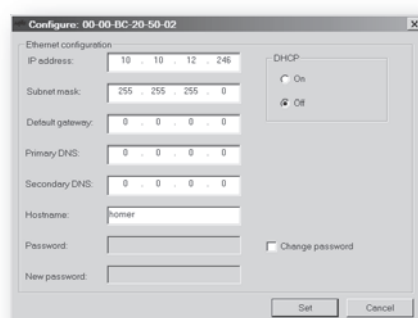 Configure: 00-00-BC-20-50-02
Ethernet configuration
IP address: 10 . 10 . 12 . 246
DHCP
On
Off
Subnet mask: 255 . 255 . 255 . 0
Default gateway: 0 . 0 . 0 . 0
Primary DNS: 0 . 0 . 0 . 0
Secondary DNS: 0 . 0 . 0 . 0
Hostname: homer
Password:
Change password
New password:
Set Cancel